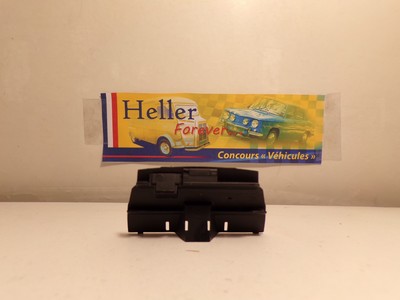 Heller
Forever...
Concours « Véhicules »